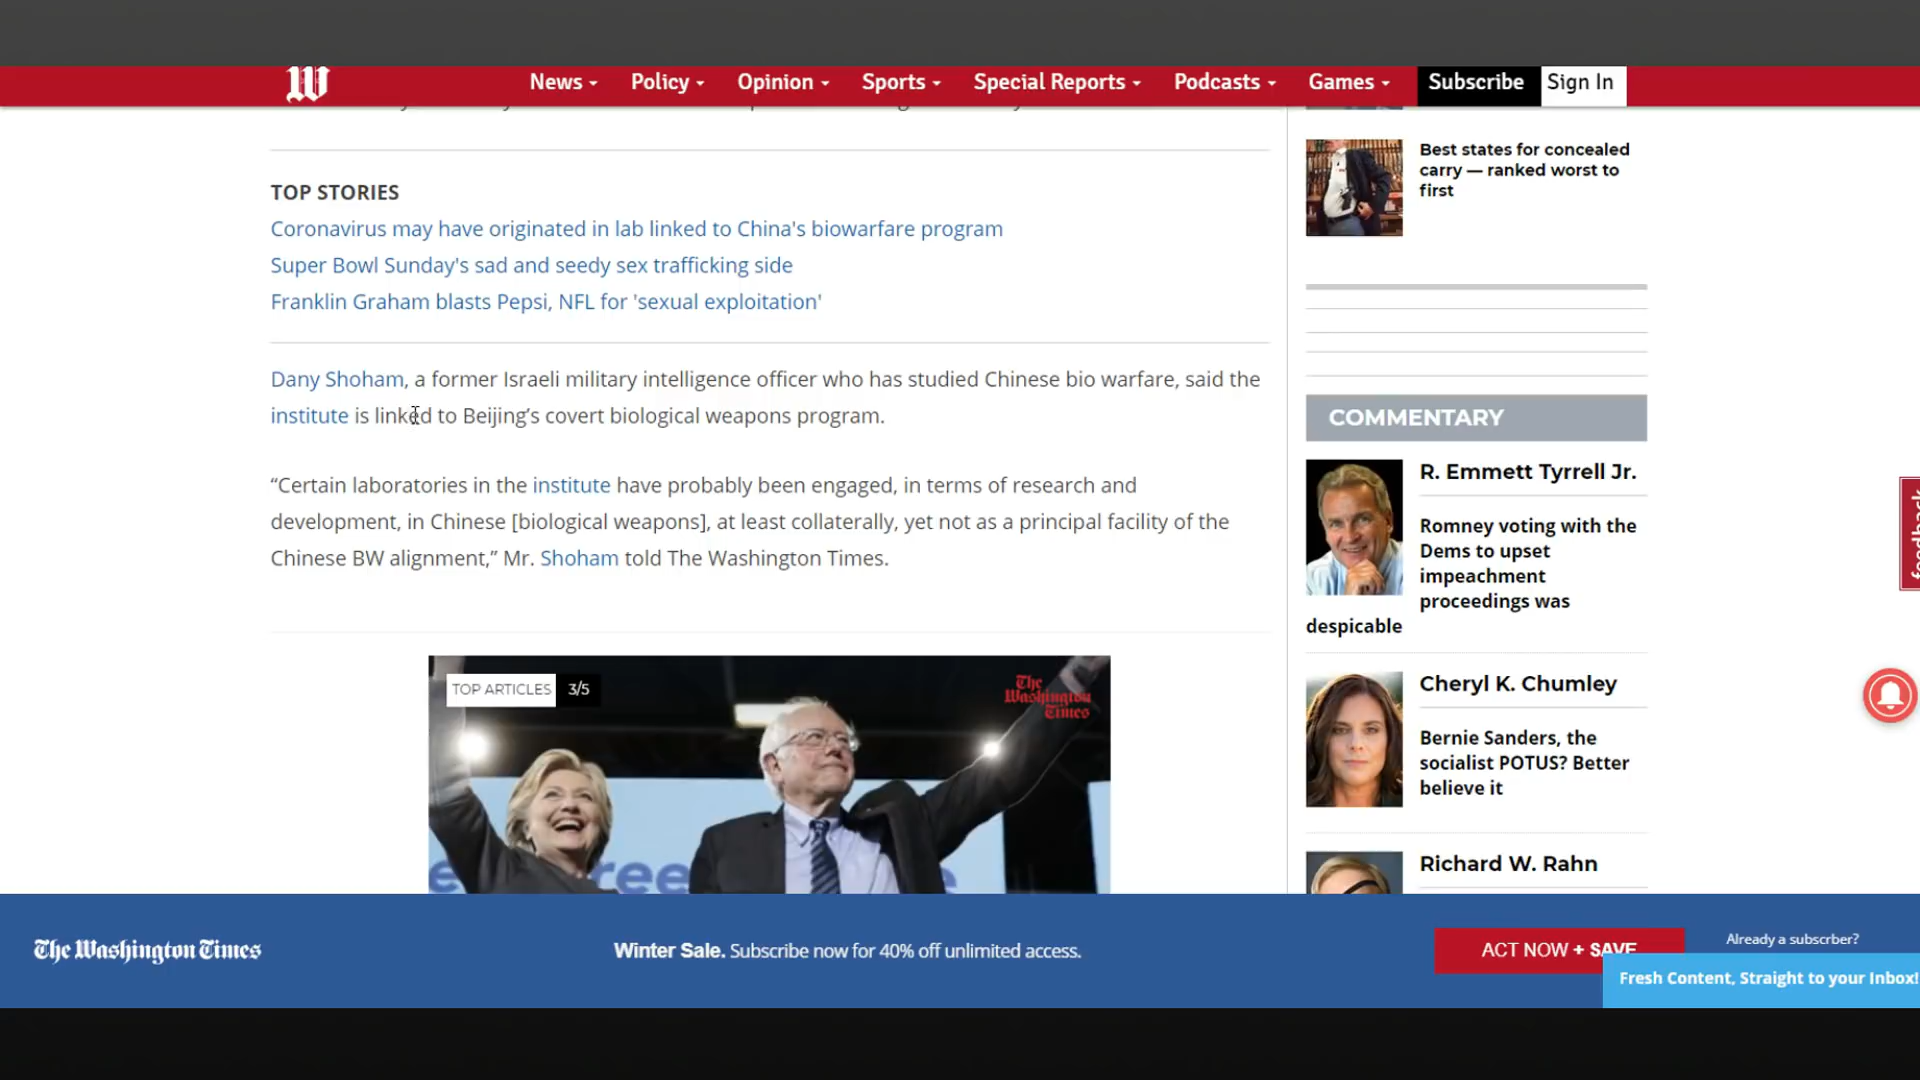 W
News
Policy
Opinion
Sports
Special Reports
Podcasts
Games
Subscribe
Sign In
TOP STORIES
Coronavirus may have originated in lab linked to China's biowarfare program
Super Bowl Sunday's sad and seedy sex trafficking side
Franklin Graham blasts Pepsi, NFL for 'sexual exploitation'
Dany Shoham, a former Israeli military intelligence officer who has studied Chinese bio warfare, said the
institute is linked to Beijing’s covert biological weapons program.
“Certain laboratories in the institute have probably been engaged, in terms of research and
development, in Chinese [biological weapons], at least collaterally, yet not as a principal facility of the
Chinese BW alignment,” Mr. Shoham told The Washington Times.
TOP ARTICLES 3/5
The
Washington
Times
Best states for concealed
carry — ranked worst to
first
COMMENTARY
R. Emmett Tyrrell Jr.
Romney voting with the
Dems to upset
impeachment
proceedings was
despicable
Cheryl K. Chumley
Bernie Sanders, the
socialist POTUS? Better
believe it
Richard W. Rahn
feedback
The Washington Times
Winter Sale. Subscribe now for 40% off unlimited access.
ACT NOW + SAVE
Already a subscrber?
Fresh Content, Straight to your Inbox!